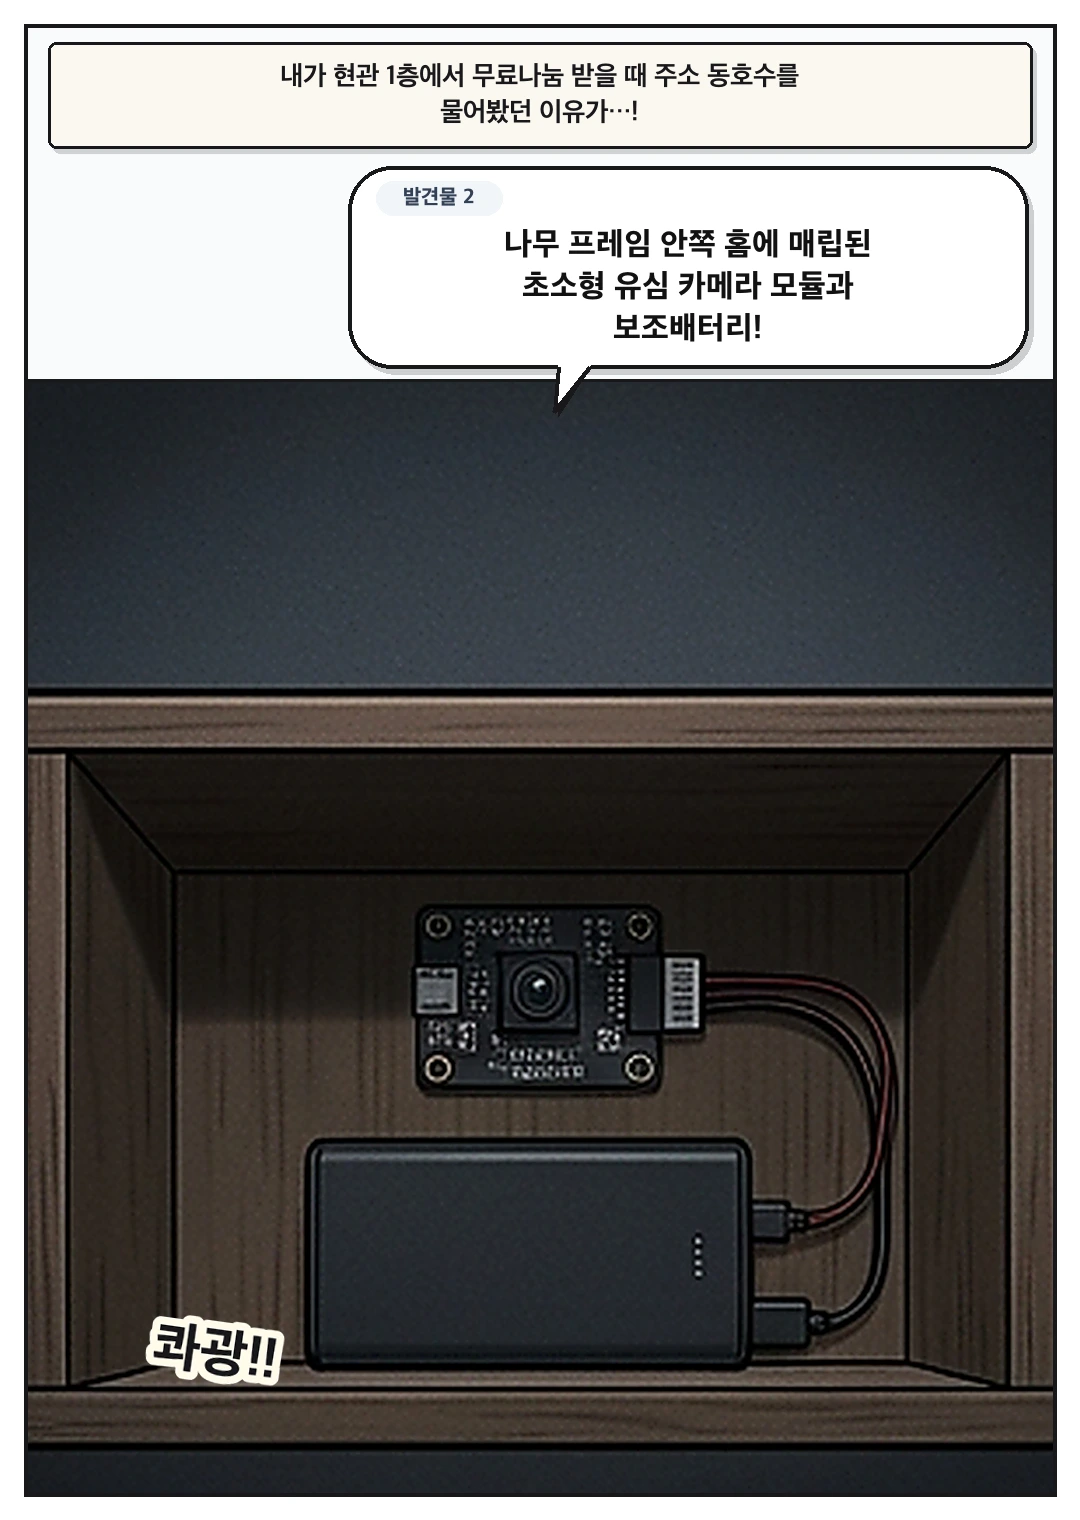 내가 현관 1층에서 무료나눔 받을 때 주소 동호수를
물어봤던 이유가…!
발견물 2
나무 프레임 안쪽 홈에 매립된
초소형 유심 카메라 모듈과
보조배터리!
콰광!!